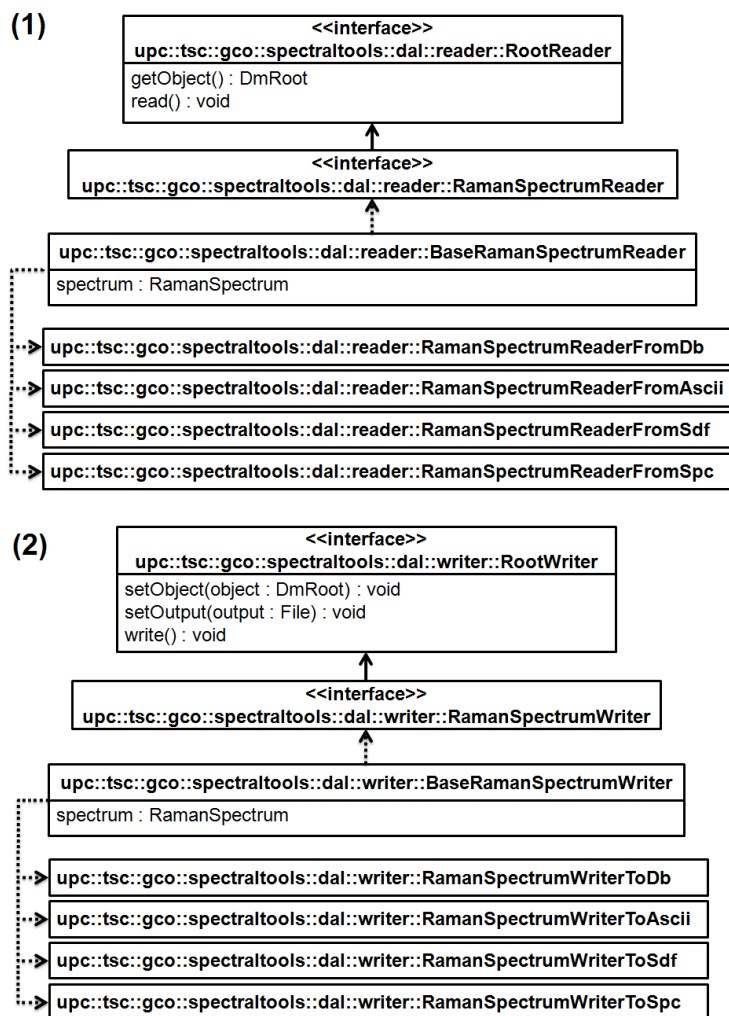 (1)
<<interface>>
upc::tsc::gco::spectraltools::dal::reader::RootReader
getObject() : DmRoot
read() : void
<<interface>>
upc::tsc::gco::spectraltools::dal::reader::RamanSpectrumReader
upc::tsc::gco::spectraltools::dal::reader::BaseRamanSpectrumReader
spectrum : RamanSpectrum
upc::tsc::gco::spectraltools::dal::reader::RamanSpectrumReaderFromDb
upc::tsc::gco::spectraltools::dal::reader::RamanSpectrumReaderFromAscii
upc::tsc::gco::spectraltools::dal::reader::RamanSpectrumReaderFromSdf
upc::tsc::gco::spectraltools::dal::reader::RamanSpectrumReaderFromSpc
(2)
<<interface>>
upc::tsc::gco::spectraltools::dal::writer::RootWriter
setObject(object : DmRoot) : void
setOutput(output : File) : void
write() : void
<<interface>>
upc::tsc::gco::spectraltools::dal::writer::RamanSpectrumWriter
upc::tsc::gco::spectraltools::dal::writer::BaseRamanSpectrumWriter
spectrum : RamanSpectrum
upc::tsc::gco::spectraltools::dal::writer::RamanSpectrumWriterToDb
upc::tsc::gco::spectraltools::dal::writer::RamanSpectrumWriterToAscii
upc::tsc::gco::spectraltools::dal::writer::RamanSpectrumWriterToSdf
upc::tsc::gco::spectraltools::dal::writer::RamanSpectrumWriterToSpc